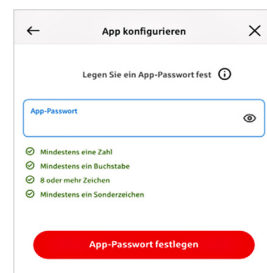 App konfigurieren
Legen Sie ein App-Passwort fest
App-Passwort
Mindestens eine Zahl
Mindestens ein Buchstabe
8 oder mehr Zeichen
Mindestens ein Sonderzeichen
App-Passwort festlegen